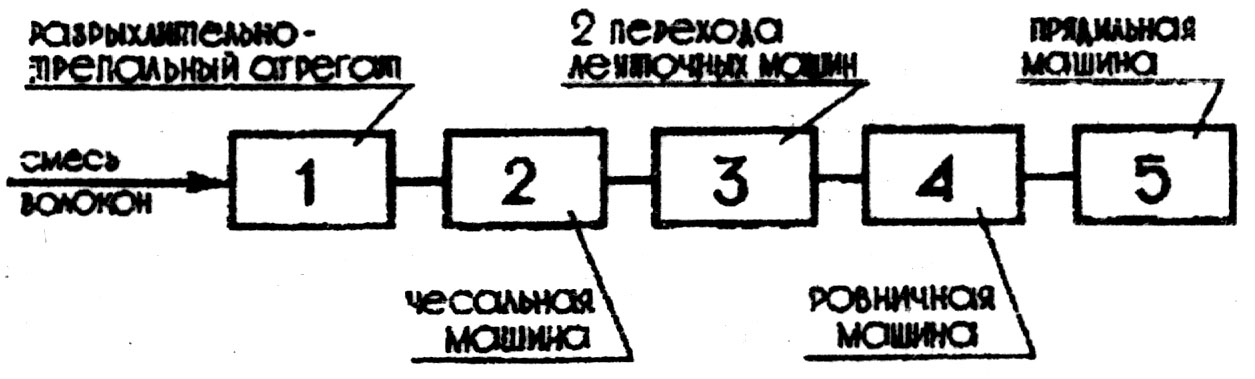 разрыхлительно-
трепальный агрегат
2 перехода
ленточных машин
прядильная
машина
смесь
волокон
1
2
3
4
5
чесальная
машина
ровничная
машина